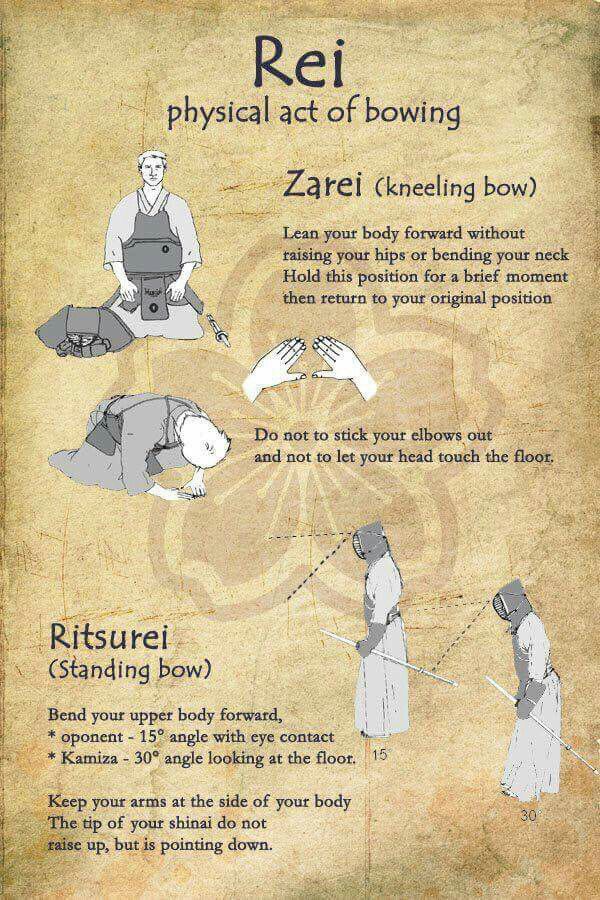 Rei
physical act of bowing
Zarei (kneeling bow)
Lean your body forward without
raising your hips or bending your neck
Hold this position for a brief moment
then return to your original position
Do not to stick your elbows out
and not to let your head touch the floor.
Ritsurei
(Standing bow)
Bend your upper body forward,
* oponent - 15° angle with eye contact
* Kamiza - 30° angle looking at the floor.
15
30
Keep your arms at the side of your body
The tip of your shinai do not
raise up, but is pointing down.